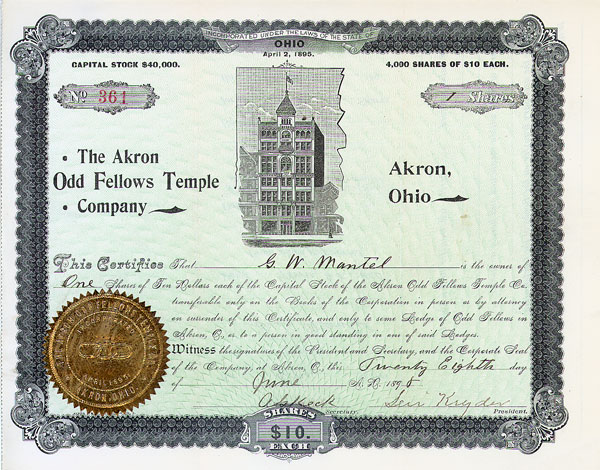 INCORPORATED UNDER THE LAWS OF THE STATE OF
OHIO
April 2, 1895.
CAPITAL STOCK $40,000.
4,000 SHARES OF $10 EACH.
No 361
1 Shares
• The Akron
Odd Fellows Temple
• Company
Akron,
Ohio
This Certifies That G. W. Mantel is the owner of
One Shares of Ten Dollars each of the Capital Stock of the Akron Odd Fellows Temple Co.
transferable only on the Books of the Corporation in person or by attorney
on surrender of this Certificate, and only to some Lodge of Odd Fellows in
Akron, O., or to a person in good standing in one of said Lodges.
Witness the signatures of the President and Secretary, and the Corporate Seal
of the Company, at Akron, O., this Twenty Eighth day
of June A.D. 1895
Secretary. President.
SHARES
$10.
EACH
APRIL 1895
AKRON, OHIO.